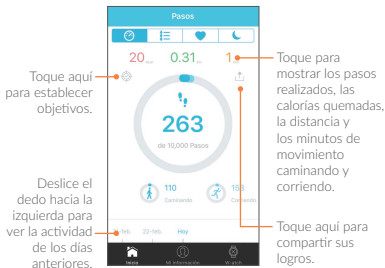 Pasos
20
0.31
1
Toque aquí
para establecer
objetivos.
Toque para
mostrar los pasos
realizados, las
calorías quemadas,
la distancia y
los minutos de
movimiento
caminando y
corriendo.
263
de 10,000 Pasos
110
Caminando
153
Corriendo
Deslice el
dedo hacia la
izquierda para
ver la actividad
de los días
anteriores.
22-feb.
Hoy
Toque aquí para
compartir sus
logros.
Inicio
Mi información
Watch